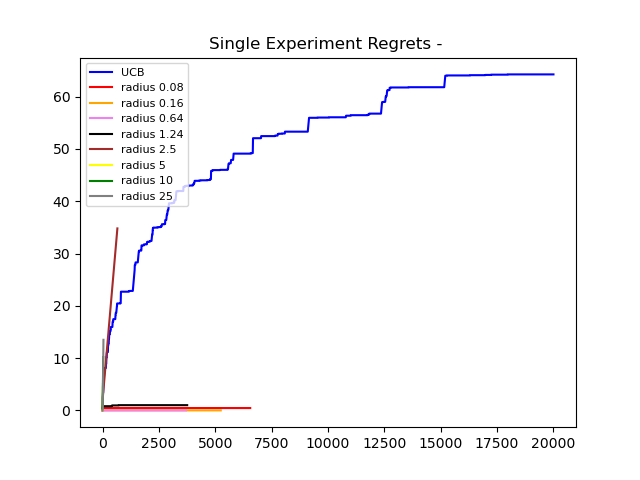 Single Experiment Regrets -
UCB
radius 0.08
radius 0.16
radius 0.64
radius 1.24
radius 2.5
radius 5
radius 10
radius 25
60
50
40
30
20
10
0
0 2500 5000 7500 10000 12500 15000 17500 20000